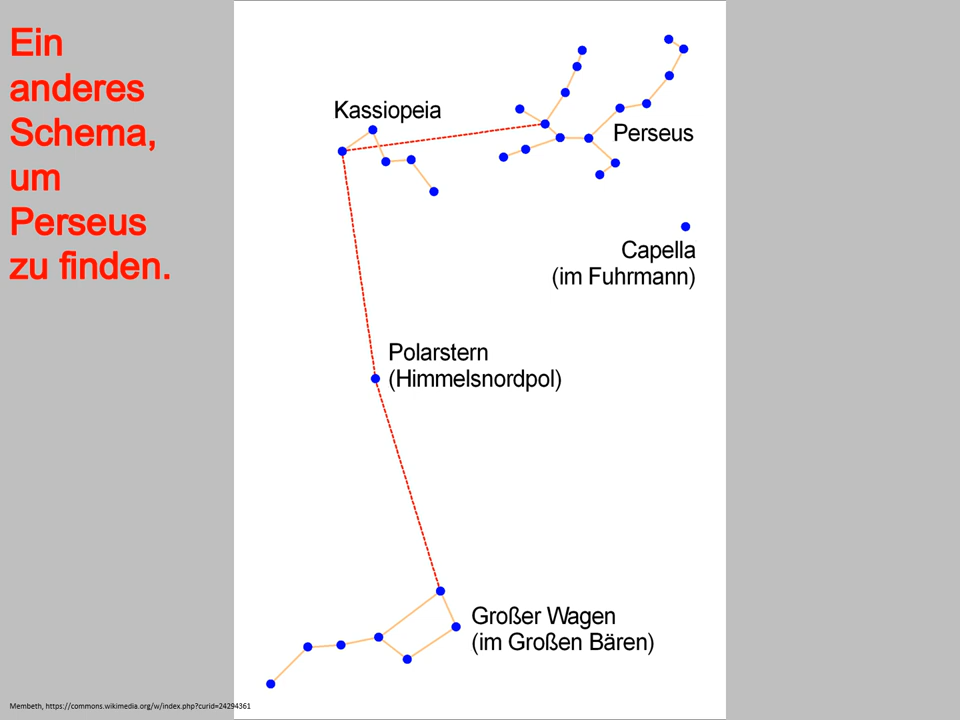 Ein
anderes
Schema,
um
Perseus
zu finden.
Kassiopeia
Perseus
Capella
(im Fuhrmann)
Polarstern
(Himmelsnordpol)
Großer Wagen
(im Großen Bären)
Membeth, https://commons.wikimedia.org/w/index.php?curid=24294361